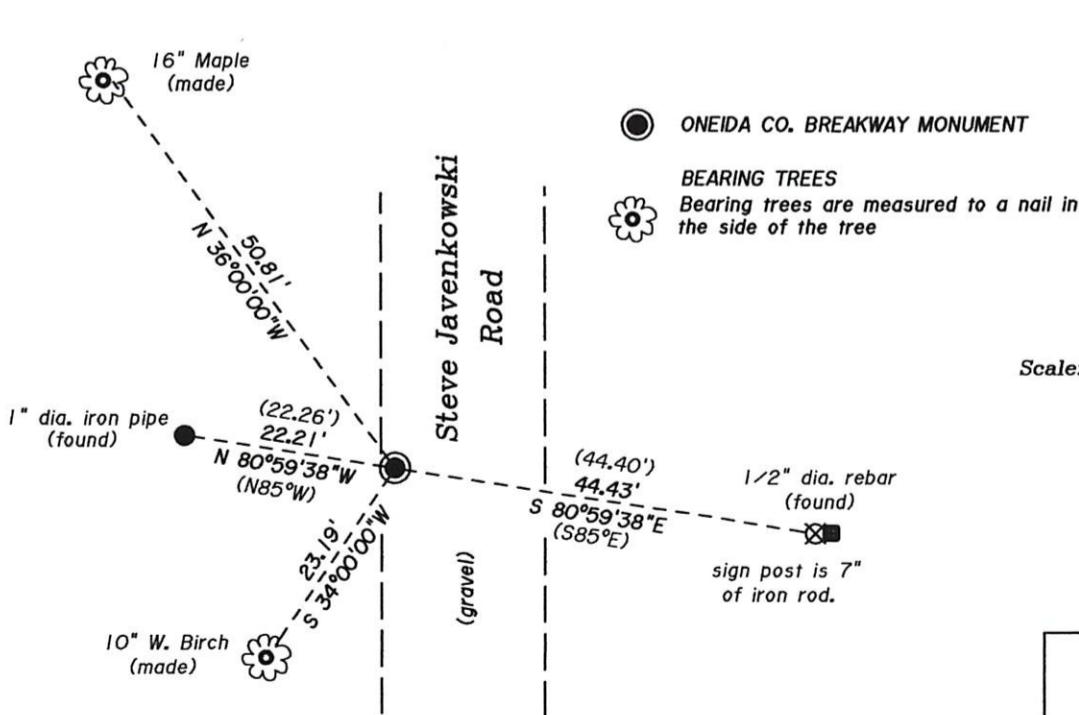 16" Maple
(made)
ONEIDA CO. BREAKWAY MONUMENT
BEARING TREES
Bearing trees are measured to a nail in
the side of the tree
50.81'
N 36°00'00"W
Steve Javenkowski
Road
Scale:
1" dia. iron pipe
(found)
(22.26')
22.21'
N 80°59'38"W
(N85°W)
(44.40')
44.43'
S 80°59'38"E
(S85°E)
1/2" dia. rebar
(found)
sign post is 7"
of iron rod.
23.19'
S 34°00'00"W
(gravel)
10" W. Birch
(made)